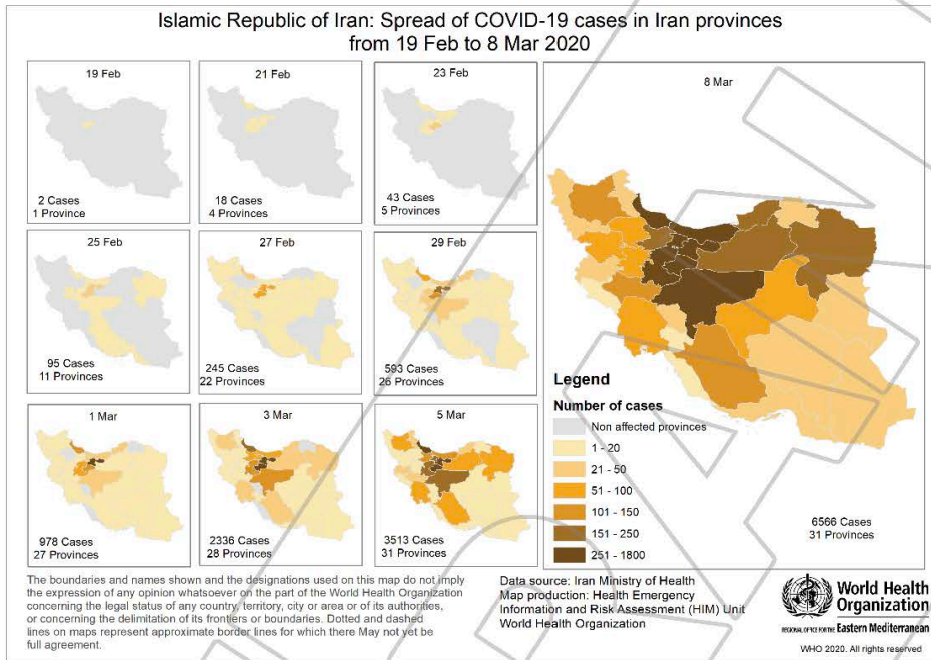 Islamic Republic of Iran: Spread of COVID-19 cases in Iran provinces
from 19 Feb to 8 Mar 2020
19 Feb
2 Cases
1 Province
21 Feb
18 Cases
4 Provinces
23 Feb
43 Cases
5 Provinces
25 Feb
95 Cases
11 Provinces
27 Feb
245 Cases
22 Provinces
29 Feb
593 Cases
26 Provinces
1 Mar
978 Cases
27 Provinces
3 Mar
2336 Cases
28 Provinces
5 Mar
3513 Cases
31 Provinces
8 Mar
Legend
Number of cases
Non affected provinces
1 - 20
21 - 50
51 - 100
101 - 150
151 - 250
251 - 1800
6566 Cases
31 Provinces
The boundaries and names shown and the designations used on this map do not imply
the expression of any opinion whatsoever on the part of the World Health Organization
concerning the legal status of any country, territory, city or area or of its authorities,
or concerning the delimitation of its frontiers or boundaries. Dotted and dashed
lines on maps represent approximate border lines for which there May not yet be
full agreement.
Data source: Iran Ministry of Health
Map production: Health Emergency
Information and Risk Assessment (HIM) Unit
World Health Organization
World Health
Organization
REGIONAL OFFICE FOR THE Eastern Mediterranean
WHO 2020. All rights reserved